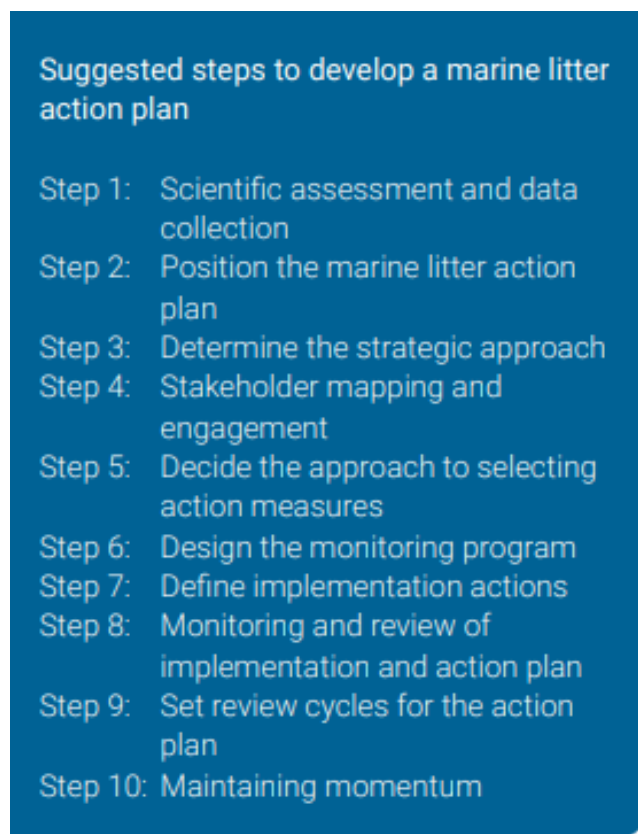 Suggested steps to develop a marine litter
action plan
Step 1: Scientific assessment and data
collection
Step 2: Position the marine litter action
plan
Step 3: Determine the strategic approach
Step 4: Stakeholder mapping and
engagement
Step 5: Decide the approach to selecting
action measures
Step 6: Design the monitoring program
Step 7: Define implementation actions
Step 8: Monitoring and review of
implementation and action plan
Step 9: Set review cycles for the action
plan
Step 10: Maintaining momentum